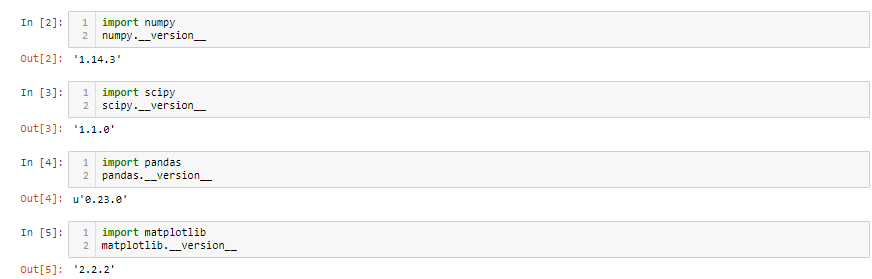 In [2]: 1 import numpy
2 numpy.__version__
Out[2]: '1.14.3'
In [3]: 1 import scipy
2 scipy.__version__
Out[3]: '1.1.0'
In [4]: 1 import pandas
2 pandas.__version__
Out[4]: u'0.23.0'
In [5]: 1 import matplotlib
2 matplotlib.__version__
Out[5]: '2.2.2'